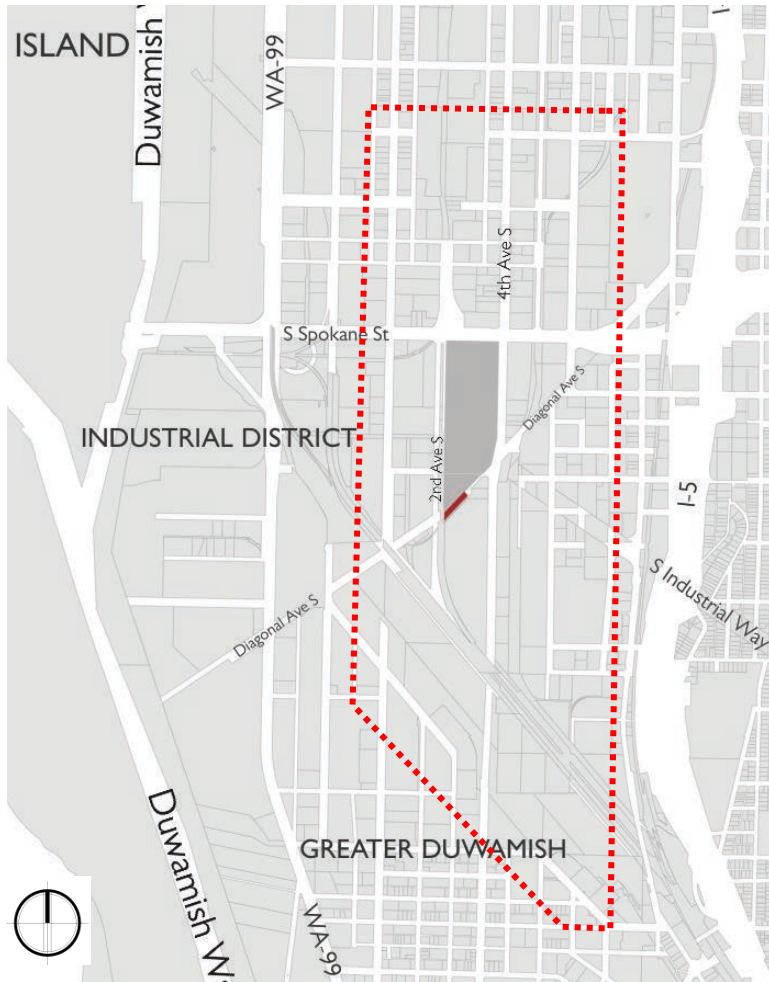 ISLAND
Duwamish
WA-99
4th Ave S
S Spokane St
Diagonal Ave S
INDUSTRIAL DISTRICT
2nd Ave S
I-5
S Industrial Way
Diagonal Ave S
Duwamish W
GREATER DUWAMISH
WA-99